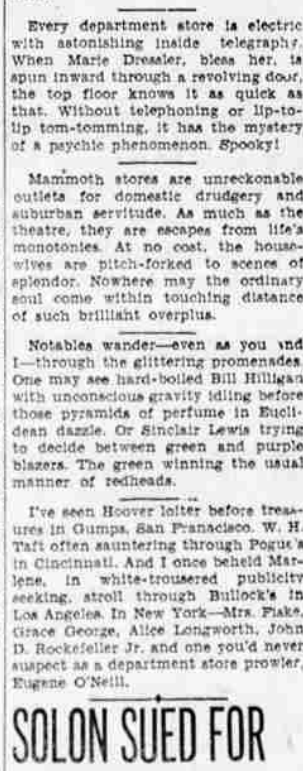 Every department store is electric
with astonishing inside telegraphy.
When Marie Dressler, bless her, is
spun inward through a revolving door,
the top floor knows it as quick as
that. Without telephoning or lip-to-
lip tom-tomming, it has the mystery
of a psychic phenomenon. Spooky!
Mammoth stores are unreckonable
outlets for domestic drudgery and
suburban servitude. As much as the
theatre, they are escapes from life's
monotonies. At no cost, the house-
wives are pitch-forked to scenes of
splendor. Nowhere may the ordinary
soul come within touching distance
of such brilliant overplus.
Notables wander—even as you and
I—through the glittering promenades.
One may see hard-boiled Bill Hilligan
with unconscious gravity idling before
those pyramids of perfume in Eucli-
dean dazzle. Or Sinclair Lewis trying
to decide between green and purple
blazers. The green winning the usual
manner of redheads.
I've seen Hoover loiter before treas-
ures in Gumps, San Franacisco. W. H.
Taft often sauntering through Pogue's
in Cincinnati. And I once beheld Mar-
lene, in white-trousered publicity
seeking, stroll through Bullock's in
Los Angeles. In New York—Mrs. Fiske,
Grace George, Alice Longworth, John
D. Rockefeller Jr. and one you'd never
suspect as a department store prowler,
Eugene O'Neill.
SOLON SUED FOR